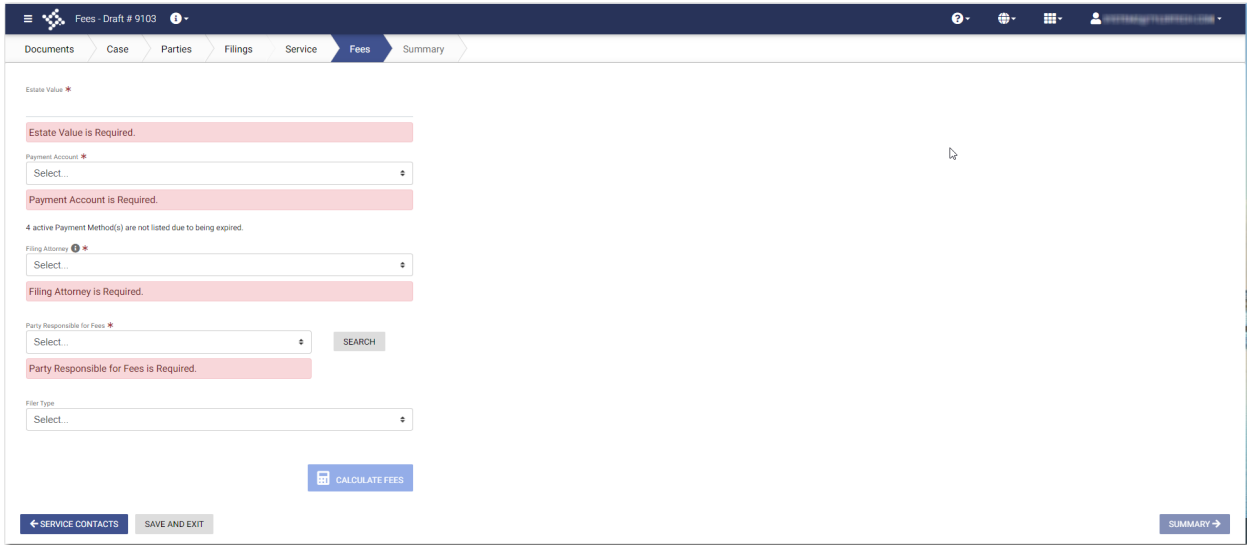 Fees - Draft # 9103
Documents Case Parties Filings Service Fees Summary
Estate Value *
Estate Value is Required.
Payment Account *
Select...
Payment Account is Required.
4 active Payment Method(s) are not listed due to being expired.
Filing Attorney *
Select...
Filing Attorney is Required.
Party Responsible for Fees *
Select... SEARCH
Party Responsible for Fees is Required.
Filer Type
Select...
CALCULATE FEES
SERVICE CONTACTS SAVE AND EXIT SUMMARY